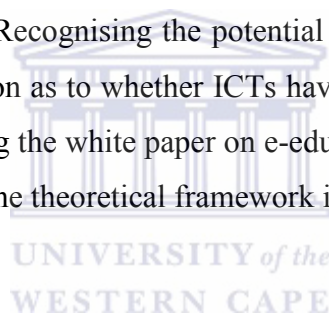 Recognising the potential
on as to whether ICTs hav
g the white paper on e-edu
ne theoretical framework i
UNIVERSITY of the
WESTERN CAPE